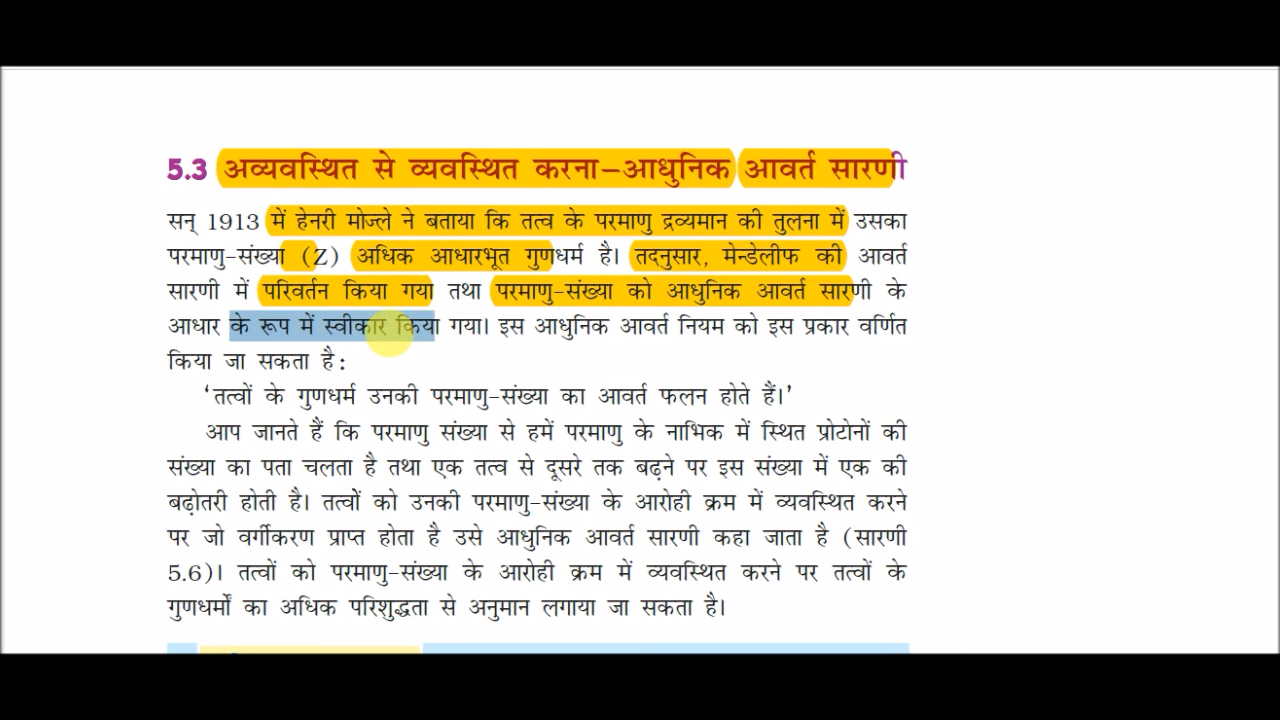 5.3 अव्यवस्थित से व्यवस्थित करना–आधुनिक आवर्त सारणी
सन् 1913 में हेनरी मोज्ले ने बताया कि तत्व के परमाणु द्रव्यमान की तुलना में उसका
परमाणु-संख्या (Z) अधिक आधारभूत गुणधर्म है। तदनुसार, मेन्डेलीफ की आवर्त
सारणी में परिवर्तन किया गया तथा परमाणु-संख्या को आधुनिक आवर्त सारणी के
आधार के रूप में स्वीकार किया गया। इस आधुनिक आवर्त नियम को इस प्रकार वर्णित
किया जा सकता है:
‘तत्वों के गुणधर्म उनकी परमाणु-संख्या का आवर्त फलन होते हैं।’
आप जानते हैं कि परमाणु संख्या से हमें परमाणु के नाभिक में स्थित प्रोटोनों की
संख्या का पता चलता है तथा एक तत्व से दूसरे तक बढ़ने पर इस संख्या में एक की
बढ़ोतरी होती है। तत्वों को उनकी परमाणु-संख्या के आरोही क्रम में व्यवस्थित करने
पर जो वर्गीकरण प्राप्त होता है उसे आधुनिक आवर्त सारणी कहा जाता है (सारणी
5.6)। तत्वों को परमाणु-संख्या के आरोही क्रम में व्यवस्थित करने पर तत्वों के
गुणधर्मों का अधिक परिशुद्धता से अनुमान लगाया जा सकता है।